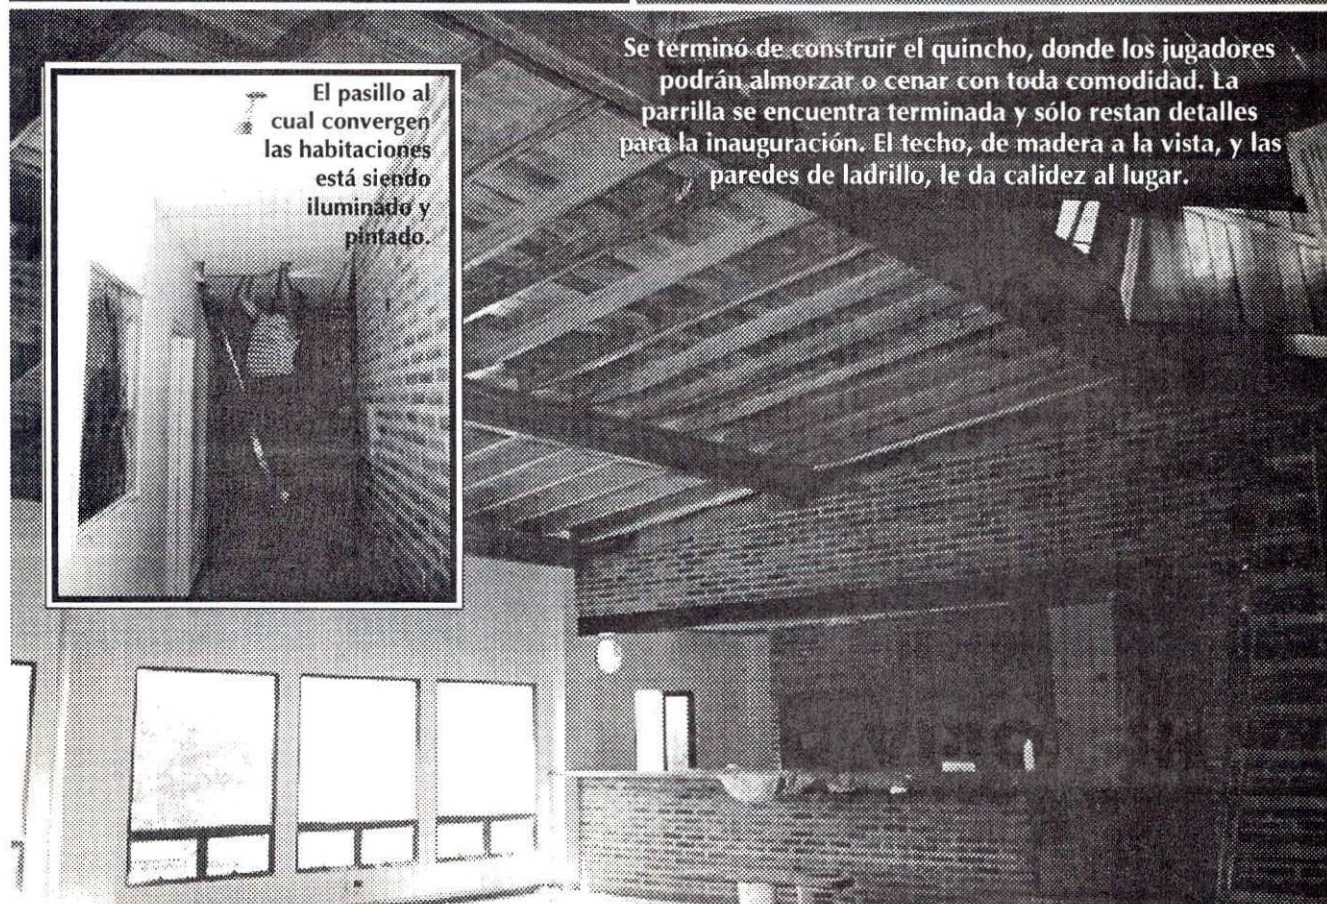 El pasillo al
cual convergen
las habitaciones
está siendo
iluminado y
pintado.
Se terminó de construir el quincho, donde los jugadores
podrán almorzar o cenar con toda comodidad. La
parrilla se encuentra terminada y sólo restan detalles
para la inauguración. El techo, de madera a la vista, y las
paredes de ladrillo, le da calidez al lugar.